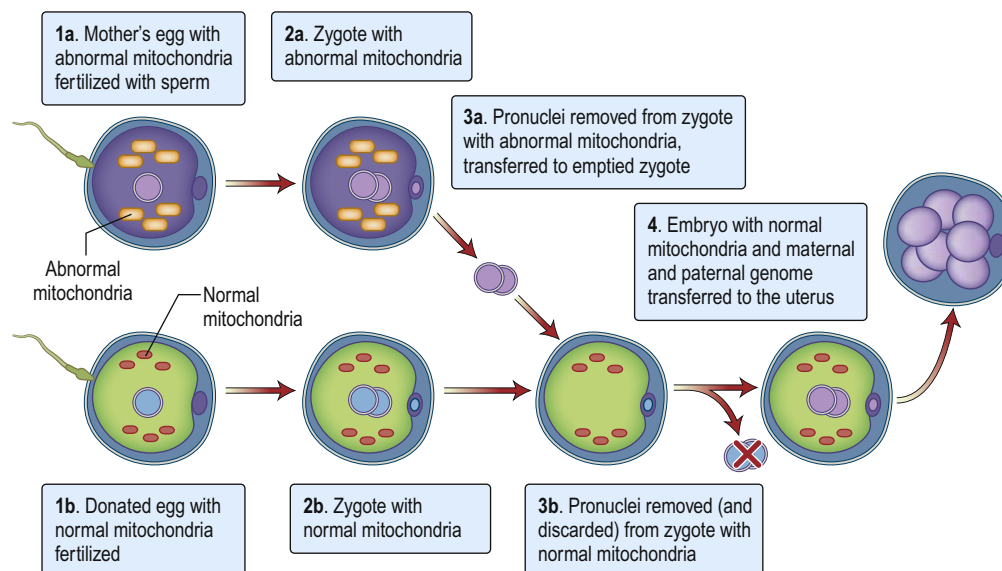 1a. Mother's egg with
abnormal mitochondria
fertilized with sperm
2a. Zygote with
abnormal mitochondria
3a. Pronuclei removed from zygote
with abnormal mitochondria,
transferred to emptied zygote
4. Embryo with normal
mitochondria and maternal
and paternal genome
transferred to the uterus
Abnormal
mitochondria
Normal
mitochondria
1b. Donated egg with
normal mitochondria
fertilized
2b. Zygote with
normal mitochondria
3b. Pronuclei removed (and
discarded) from zygote with
normal mitochondria